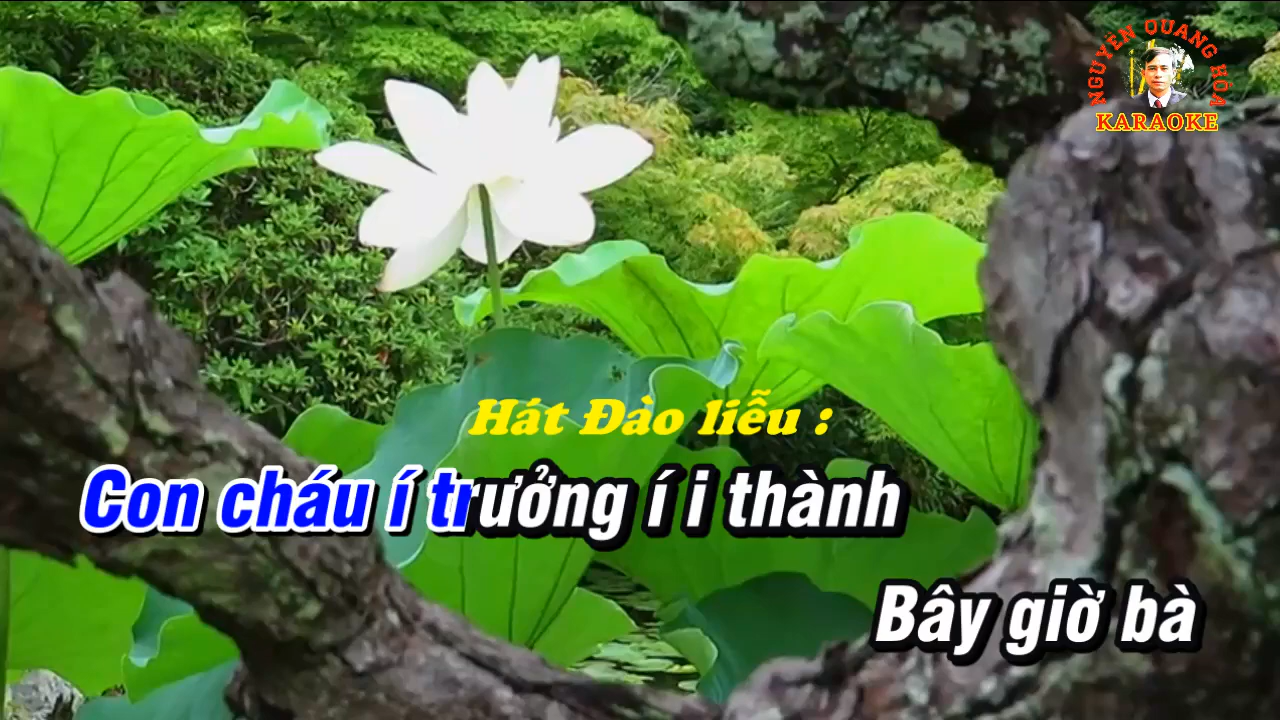 NGUYỄN QUANG HÒA
KARAOKE
Hát Đào liễu :
Con cháu í trưởng í i thành
Bây giờ bà